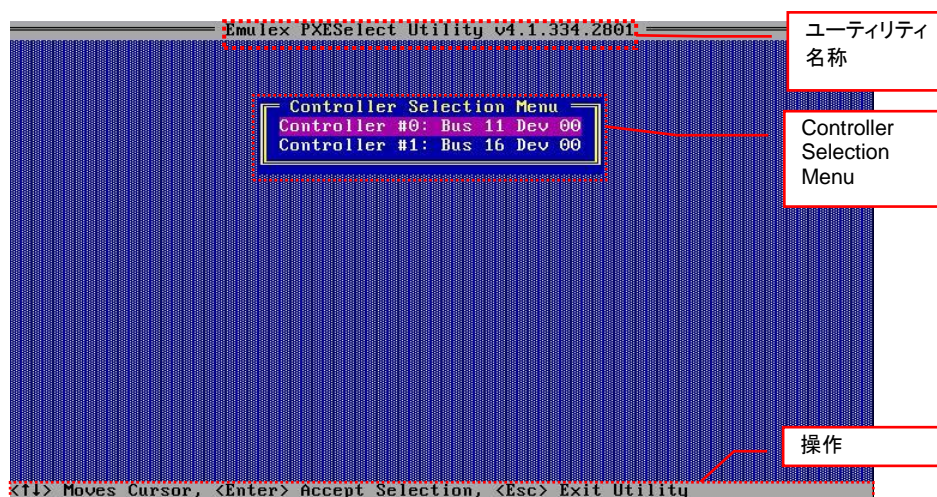 Emulex PXESelect Utility v4.1.334.2801
ユーティリティ
名称
Controller Selection Menu
Controller #0: Bus 11 Dev 00
Controller #1: Bus 16 Dev 00
Controller
Selection
Menu
操作
<↑↓> Moves Cursor, <Enter> Accept Selection, <Esc> Exit Utility